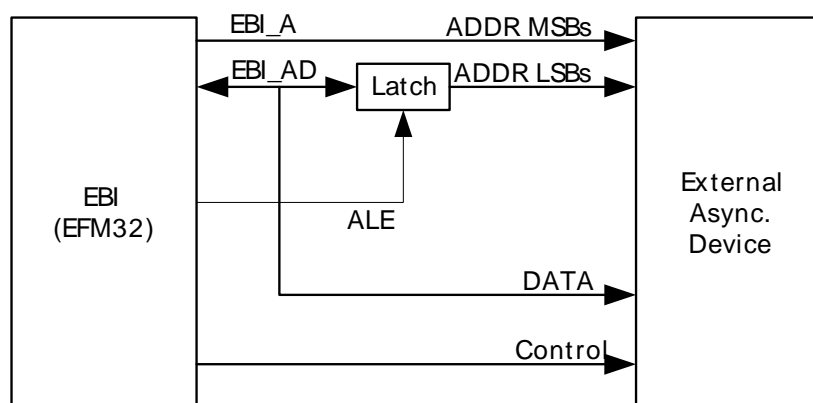 EBI_A ADDR MSBs
EBI_AD Latch ADDR LSBs
EBI
(EFM32)
ALE
External
Async.
Device
DATA
Control